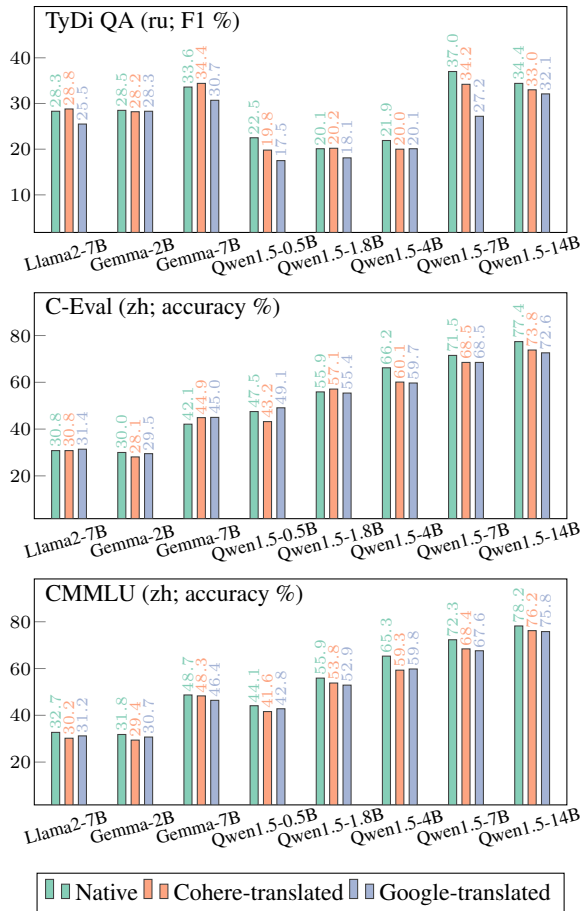 TyDi QA (ru; F1 %)
40
30
20
10
28.3 28.8 25.5 28.5 28.2 28.3 33.6 34.4 30.7 22.5 19.8 17.5 20.1 20.2 18.1 21.9 20.0 20.1 37.0 34.2 27.2 34.4 33.0 32.1
Llama2-7B Gemma-2B Gemma-7B Qwen1.5-0.5B Qwen1.5-1.8B Qwen1.5-4B Qwen1.5-7B Qwen1.5-14B
C-Eval (zh; accuracy %)
80
60
40
20
30.8 30.8 31.4 30.0 28.1 29.5 42.1 44.9 45.0 47.5 43.2 49.1 55.9 57.1 55.4 66.2 60.1 59.7 71.5 68.5 68.5 77.4 73.8 72.6
Llama2-7B Gemma-2B Gemma-7B Qwen1.5-0.5B Qwen1.5-1.8B Qwen1.5-4B Qwen1.5-7B Qwen1.5-14B
CMMLU (zh; accuracy %)
80
60
40
20
32.7 30.2 31.2 31.8 29.4 30.7 48.7 48.3 46.4 44.1 41.6 42.8 55.9 53.8 52.9 65.3 59.3 59.8 72.3 68.4 67.6 78.2 76.2 75.8
Llama2-7B Gemma-2B Gemma-7B Qwen1.5-0.5B Qwen1.5-1.8B Qwen1.5-4B Qwen1.5-7B Qwen1.5-14B
Native Cohere-translated Google-translated